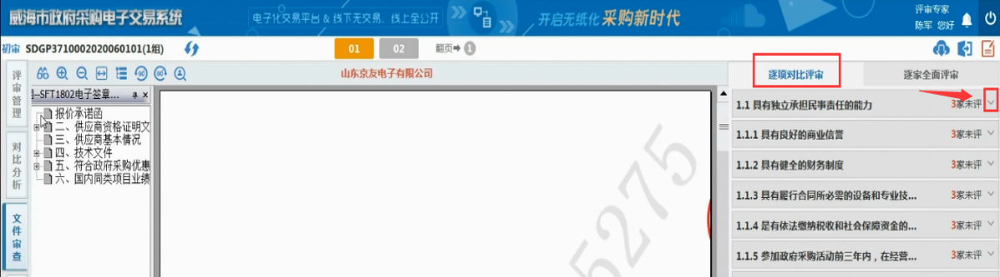 威海市政府采购电子交易系统
电子化交易平台 & 线下无交易、线上全公开
开启无纸化 采购新时代
评审专家
陈军 您好
初审 SDGP3710002020060101(1组)
01
02
翻页 1
评审管理
对比分析
文件审查
山东京友电子有限公司
逐项对比评审
逐家全面评审
--SFT1802电子签章...
报价承诺函
二、供应商资格证明文
三、供应商基本情况
四、技术文件
五、符合政府采购优惠
六、国内同类项目业绩
5275
1.1 具有独立承担民事责任的能力 3家未评
1.1.1 具有良好的商业信誉 3家未评
1.1.2 具有健全的财务制度 3家未评
1.1.3 具有履行合同所必需的设备和专业技... 3家未评
1.1.4 是有依法缴纳税收和社会保障资金的... 3家未评
1.1.5 参加政府采购活动前三年内，在经营... 3家未评